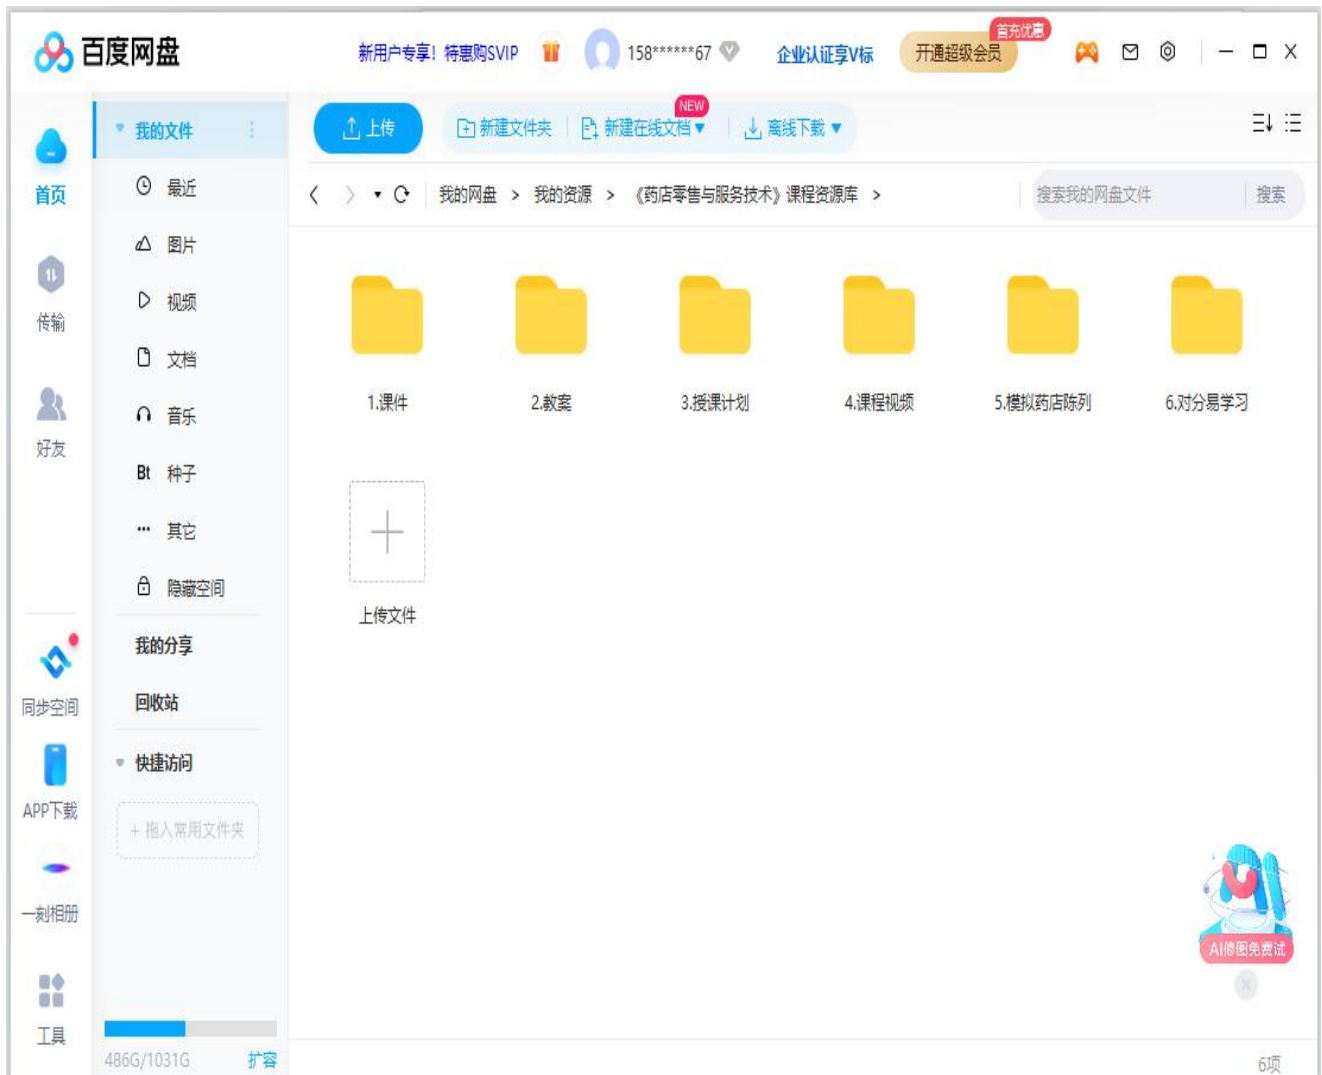 百度网盘
新用户专享！特惠购SVIP
158******67
企业认证享V标
开通超级会员
首充优惠
首页
传输
好友
同步空间
APP下载
一刻相册
工具
我的文件
最近
图片
视频
文档
音乐
Bt 种子
其它
隐藏空间
我的分享
回收站
快捷访问
+ 拖入常用文件夹
486G/1031G 扩容
上传
新建文件夹
新建在线文档
NEW
离线下载
我的网盘 > 我的资源 > 《药店零售与服务技术》课程资源库 >
搜索我的网盘文件 搜索
1.课件
2.教案
3.授课计划
4.课程视频
5.模拟药店陈列
6.对分易学习
上传文件
AI修图免费试
6项